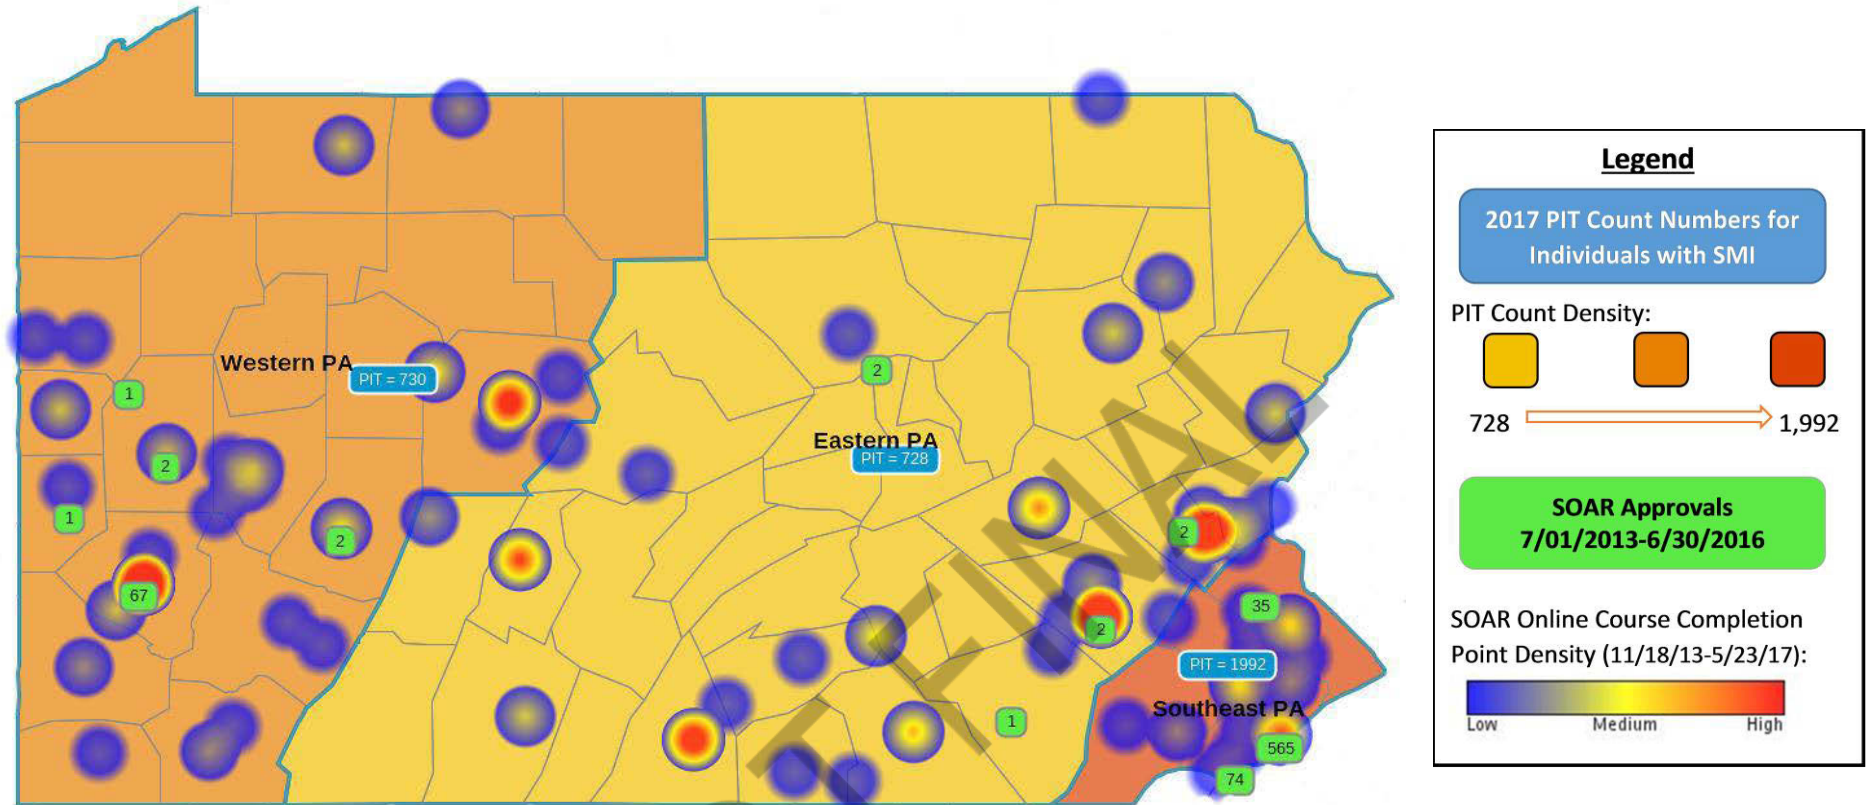 Western PA
PIT = 730
1
2
1
2
67
2
Eastern PA
PIT = 728
2
2
1
35
PIT = 1992
Southeast PA
565
74
T FINAL
Legend
2017 PIT Count Numbers for
Individuals with SMI
PIT Count Density:
728 1,992
SOAR Approvals
7/01/2013-6/30/2016
SOAR Online Course Completion
Point Density (11/18/13-5/23/17):
Low Medium High